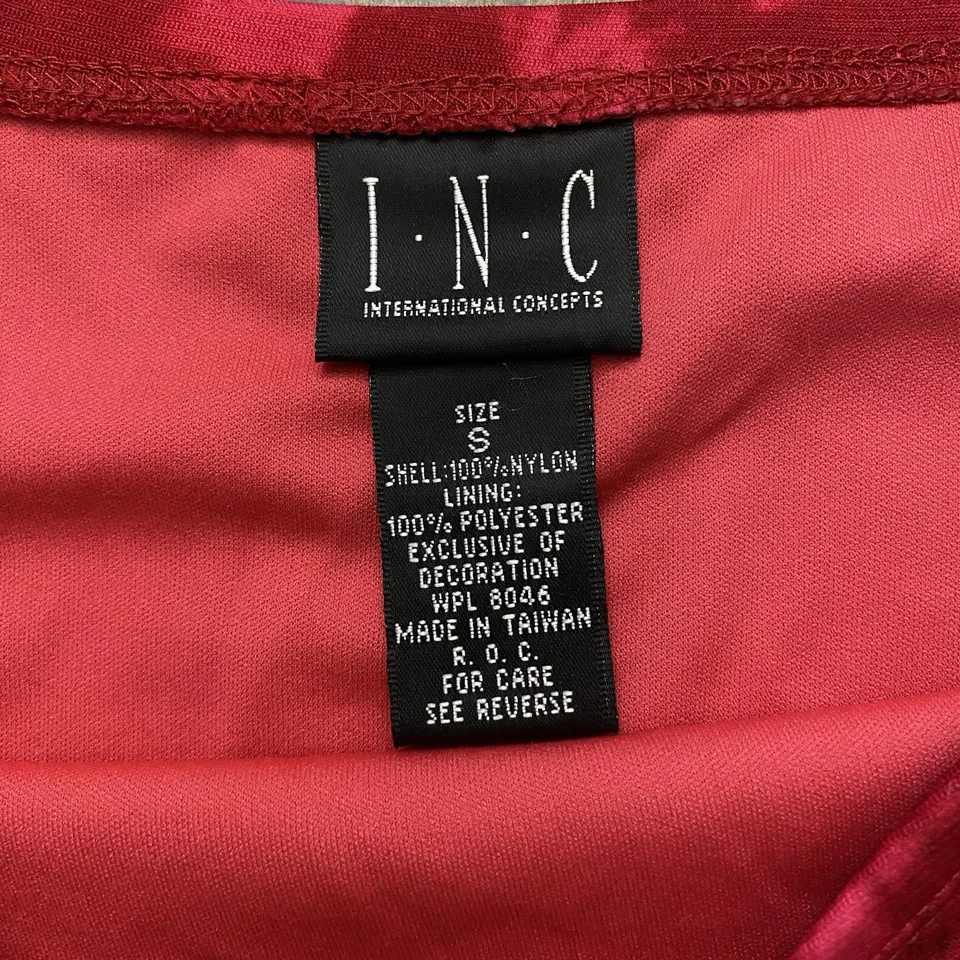 I·N·C
INTERNATIONAL CONCEPTS
SIZE
S
SHELL:100%NYLON
LINING:
100% POLYESTER
EXCLUSIVE OF
DECORATION
WPL 8046
MADE IN TAIWAN
R. O. C.
FOR CARE
SEE REVERSE